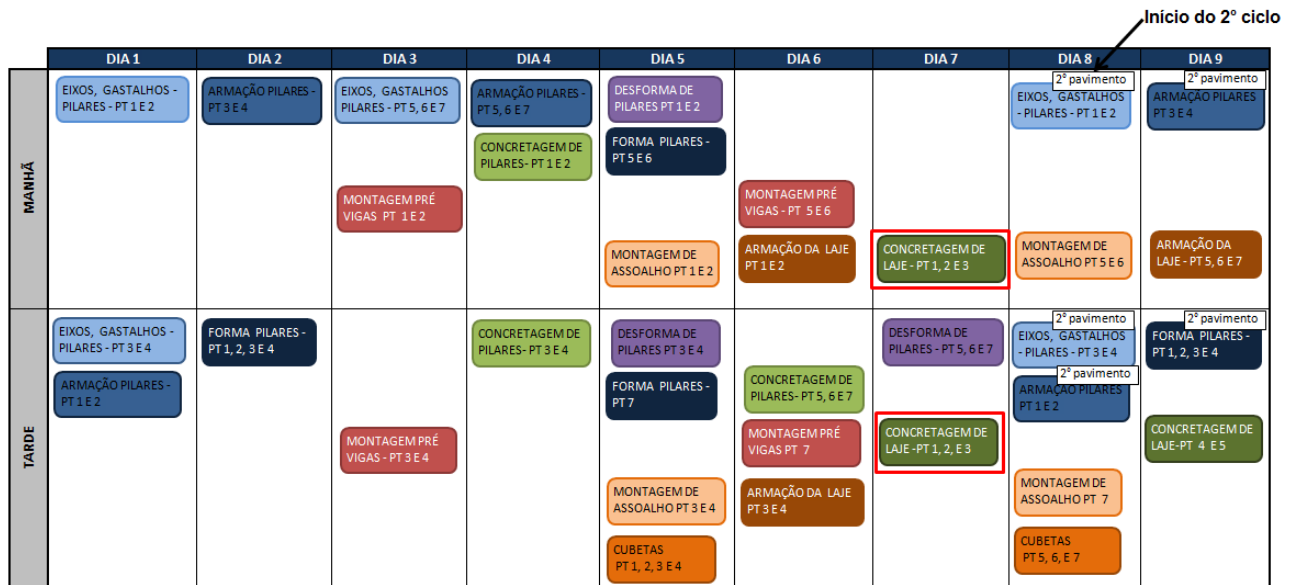 Início do 2º ciclo
DIA 1 DIA 2 DIA 3 DIA 4 DIA 5 DIA 6 DIA 7 DIA 8 DIA 9
MANHÃ
EIXOS, GASTALHOS -
PILARES - PT 1 E 2
ARMAÇÃO PILARES -
PT 3 E 4
EIXOS, GASTALHOS
PILARES - PT 5, 6 E 7
MONTAGEM PRÉ
VIGAS PT 1 E 2
ARMAÇÃO PILARES -
PT 5, 6 E 7
CONCRETAGEM DE
PILARES- PT 1 E 2
DESFORMA DE
PILARES PT 1 E 2
FORMA PILARES -
PT 5 E 6
MONTAGEM DE
ASSOALHO PT 1 E 2
MONTAGEM PRÉ
VIGAS - PT 5 E 6
ARMAÇÃO DA LAJE
PT 1 E 2
CONCRETAGEM DE
LAJE - PT 1, 2 E 3
2º pavimento
EIXOS, GASTALHOS
- PILARES - PT 1 E 2
MONTAGEM DE
ASSOALHO PT 5 E 6
2º pavimento
ARMAÇÃO PILARES
PT 3 E 4
ARMAÇÃO DA
LAJE - PT 5, 6 E 7
TARDE
EIXOS, GASTALHOS -
PILARES - PT 3 E 4
ARMAÇÃO PILARES -
PT 1 E 2
FORMA PILARES -
PT 1, 2, 3 E 4
MONTAGEM PRÉ
VIGAS - PT 3 E 4
CONCRETAGEM DE
PILARES- PT 3 E 4
DESFORMA DE
PILARES PT 3 E 4
FORMA PILARES -
PT 7
MONTAGEM DE
ASSOALHO PT 3 E 4
CUBETAS
PT 1, 2, 3 E 4
CONCRETAGEM DE
PILARES- PT 5, 6 E 7
MONTAGEM PRÉ
VIGAS PT 7
ARMAÇÃO DA LAJE
PT 3 E 4
DESFORMA DE
PILARES - PT 5, 6 E 7
CONCRETAGEM DE
LAJE - PT 1, 2, E 3
2º pavimento
EIXOS, GASTALHOS
- PILARES - PT 3 E 4
2º pavimento
ARMAÇÃO PILARES
PT 1 E 2
MONTAGEM DE
ASSOALHO PT 7
CUBETAS
PT 5, 6, E 7
2º pavimento
FORMA PILARES -
PT 1, 2, 3 E 4
CONCRETAGEM DE
LAJE-PT 4 E 5